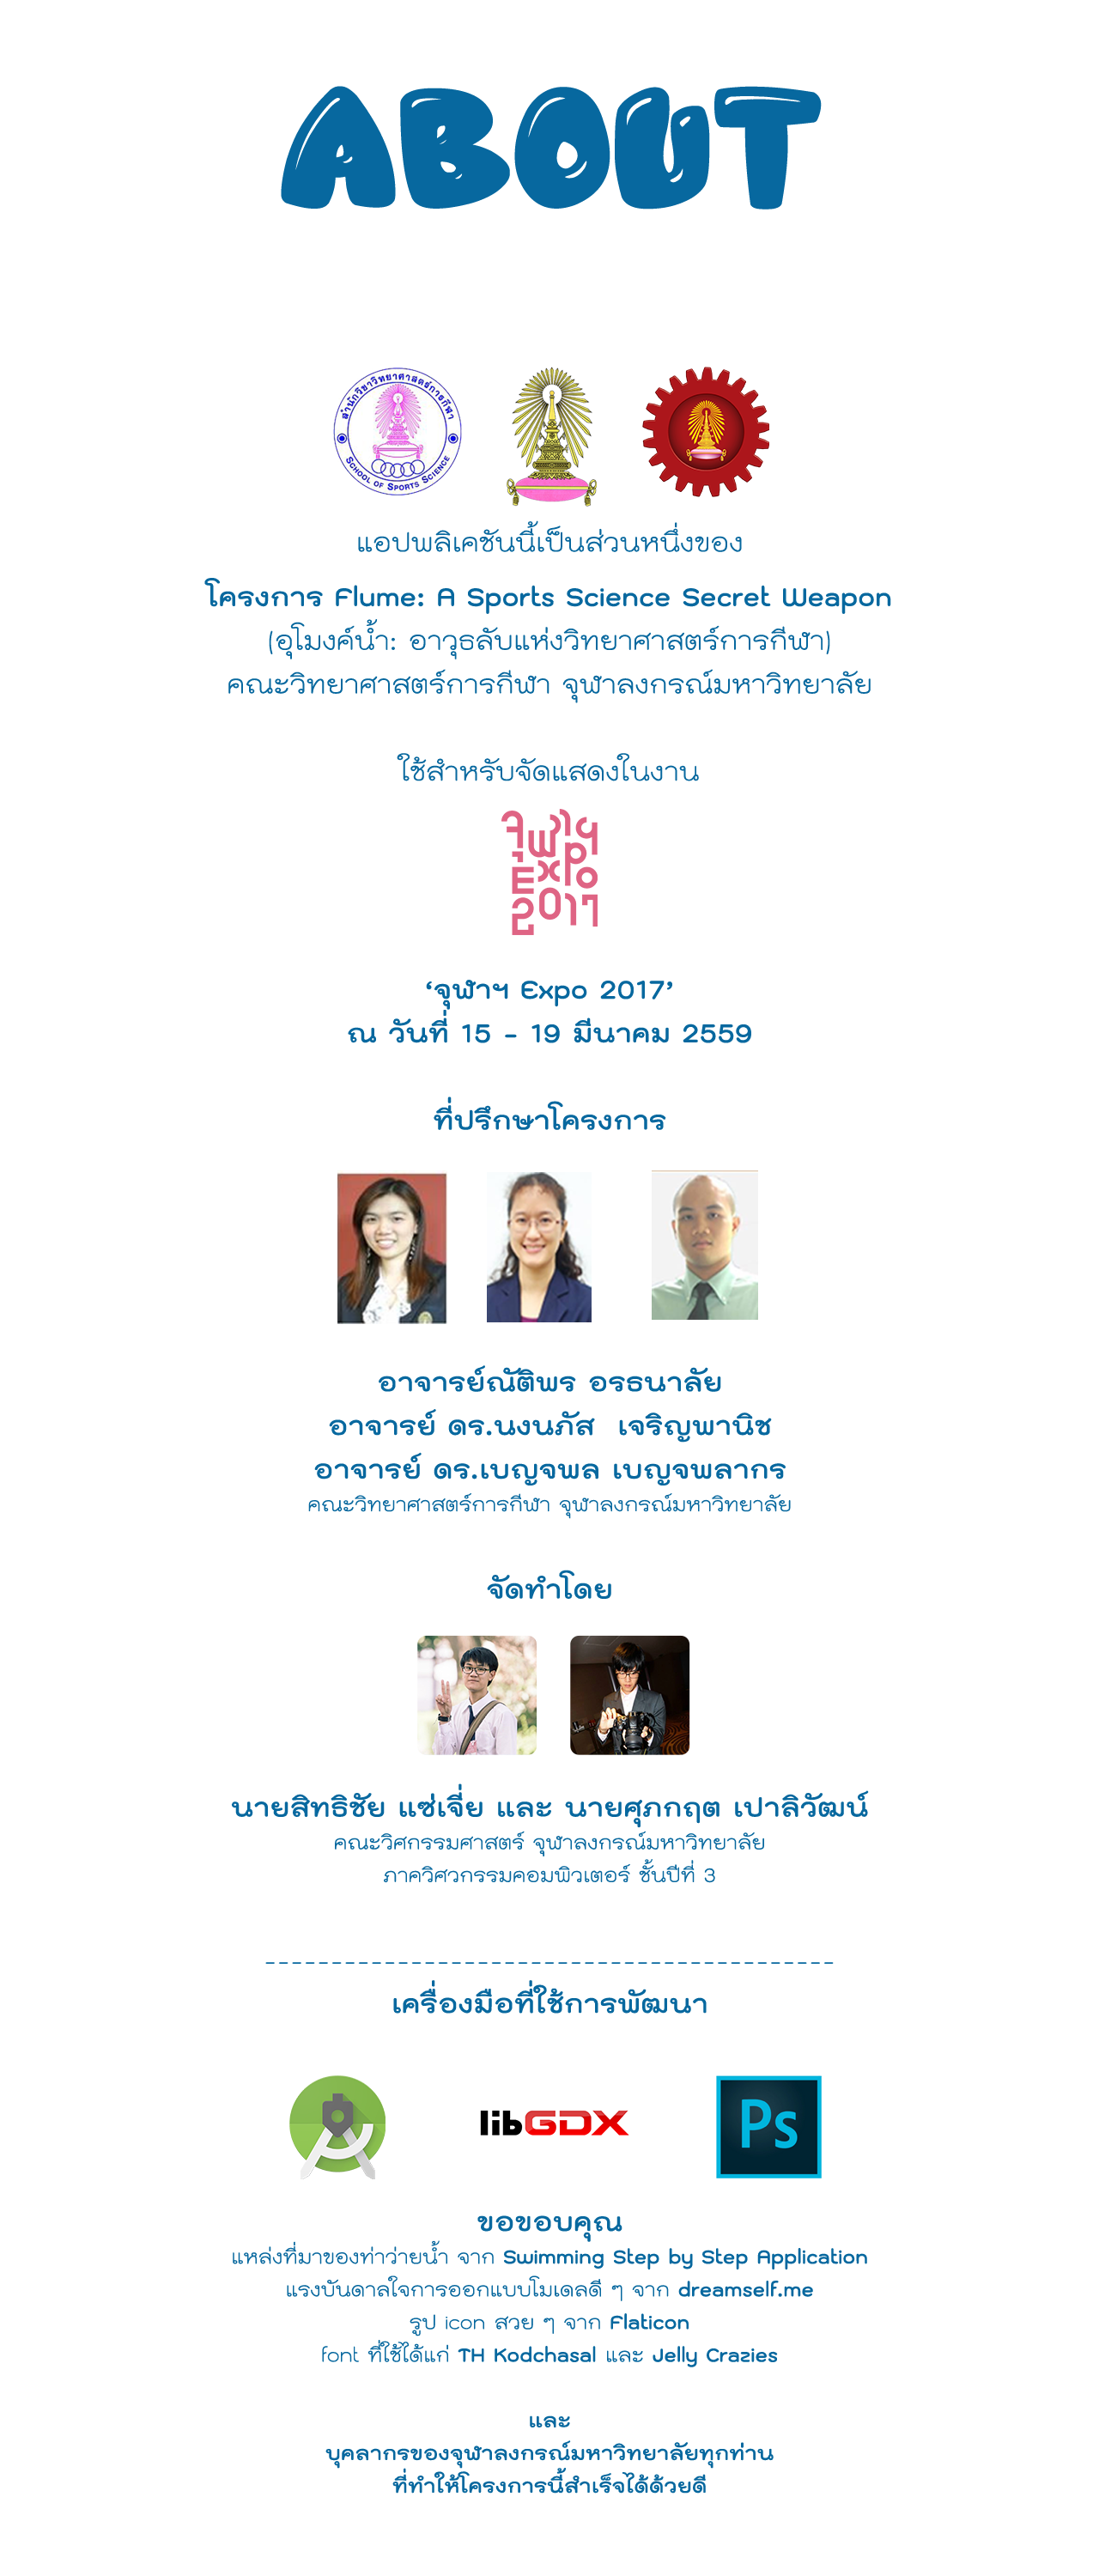 ABOUT
สำนักวิชาวิทยาศาสตร์การกีฬา
SCHOOL OF SPORTS SCIENCE
แอปพลิเคชันนี้เป็นส่วนหนึ่งของ
โครงการ Flume: A Sports Science Secret Weapon
(อุโมงค์น้ำ: อาวุธลับแห่งวิทยาศาสตร์การกีฬา)
คณะวิทยาศาสตร์การกีฬา จุฬาลงกรณ์มหาวิทยาลัย
ใช้สำหรับจัดแสดงในงาน
จุฬาฯ
Expo
2017
‘จุฬาฯ Expo 2017’
ณ วันที่ 15 - 19 มีนาคม 2559
ที่ปรึกษาโครงการ
อาจารย์ณัติพร อรธนาลัย
อาจารย์ ดร.นงนภัส เจริญพานิช
อาจารย์ ดร.เบญจพล เบญจพลากร
คณะวิทยาศาสตร์การกีฬา จุฬาลงกรณ์มหาวิทยาลัย
จัดทำโดย
นายสิทธิชัย แซ่เจี่ย และ นายศุภกฤต เปาลิวัฒน์
คณะวิศกรรมศาสตร์ จุฬาลงกรณ์มหาวิทยาลัย
ภาควิศวกรรมคอมพิวเตอร์ ชั้นปีที่ 3
-------------------------------------------
เครื่องมือที่ใช้การพัฒนา
libGDX
Ps
ขอขอบคุณ
แหล่งที่มาของท่าว่ายน้ำ จาก Swimming Step by Step Application
แรงบันดาลใจการออกแบบโมเดลดี ๆ จาก dreamself.me
รูป icon สวย ๆ จาก Flaticon
font ที่ใช้ได้แก่ TH Kodchasal และ Jelly Crazies
และ
บุคลากรของจุฬาลงกรณ์มหาวิทยาลัยทุกท่าน
ที่ทำให้โครงการนี้สำเร็จได้ด้วยดี